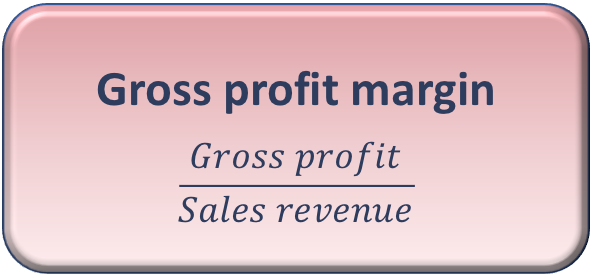 Gross profit margin
Gross profit
Sales revenue